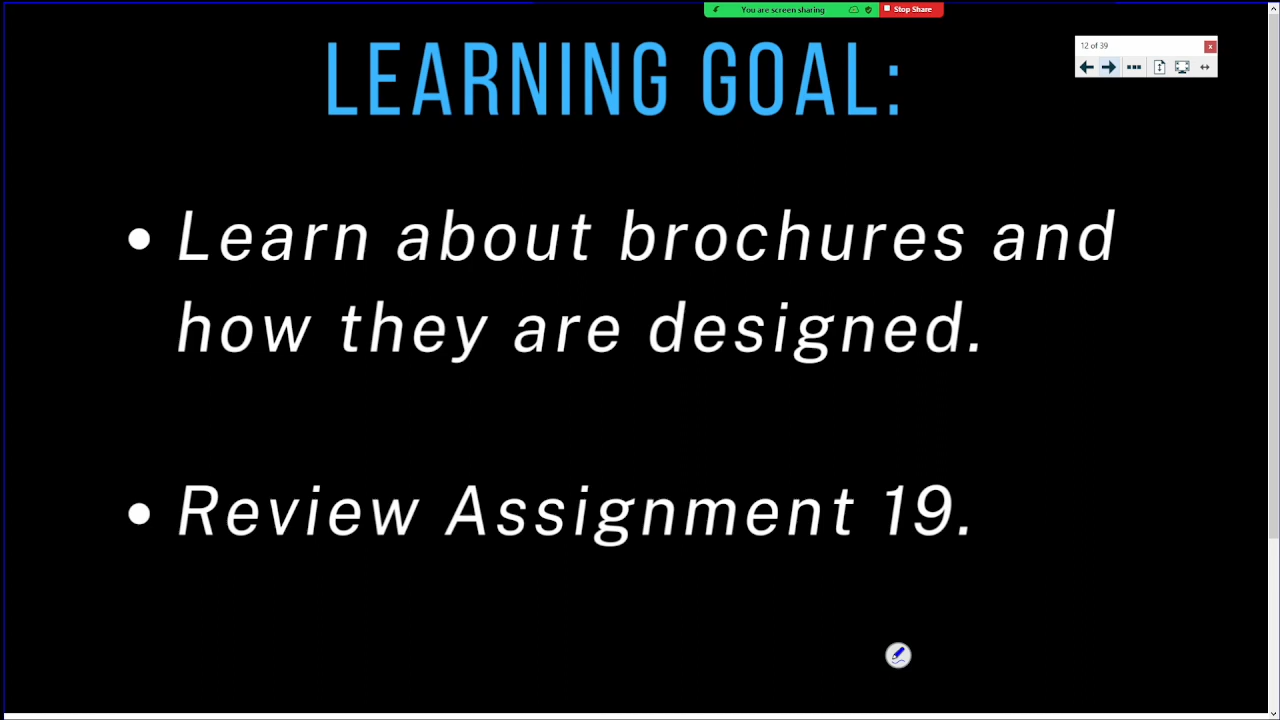 You are screen sharing Stop Share
LEARNING GOAL:
12 of 39
• Learn about brochures and
how they are designed.
• Review Assignment 19.